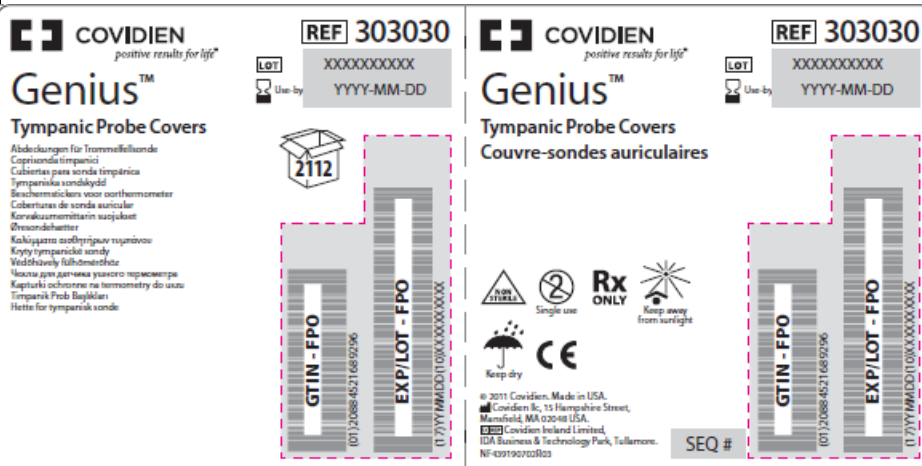 COVIDIEN
positive results for life®
Genius™
Tympanic Probe Covers
Abdeckungen für Trommelfellsonde
Coprisonda timpanici
Cubiertas para sonda timpánica
Tympaniska sondskydd
Beschermstickers voor oorthermometer
Coberturas de sonda auricular
Korvakuumemittarin suojukset
Øresondehætter
Καλύμματα αισθητήρων τυμπάνου
Kryty tympanické sondy
Védőhüvely fülhőmérőhöz
Чехлы для датчика ушного термометра
Kapturki ochronne na termometry do uszu
Timpanik Prob Başlıkları
Hette for tympanisk sonde
REF 303030
LOT XXXXXXXXXX
Use-by YYYY-MM-DD
2112
GTIN - FPO
(01)20884521689296
EXP/LOT - FPO
(17)YYMMDD(10)XXXXXXXXXX
COVIDIEN
positive results for life®
Genius™
Tympanic Probe Covers
Couvre-sondes auriculaires
REF 303030
LOT XXXXXXXXXX
Use-by YYYY-MM-DD
NON
STERILE
2
Single use
Rx
ONLY
Keep away
from sunlight
Keep dry
CE
© 2011 Covidien. Made in USA.
Covidien llc, 15 Hampshire Street,
Mansfield, MA 02048 USA.
EC REP Covidien Ireland Limited,
IDA Business & Technology Park, Tullamore.
SEQ #
GTIN - FPO
(01)20884521689296
EXP/LOT - FPO
(17)YYMMDD(10)XXXXXXXXXX